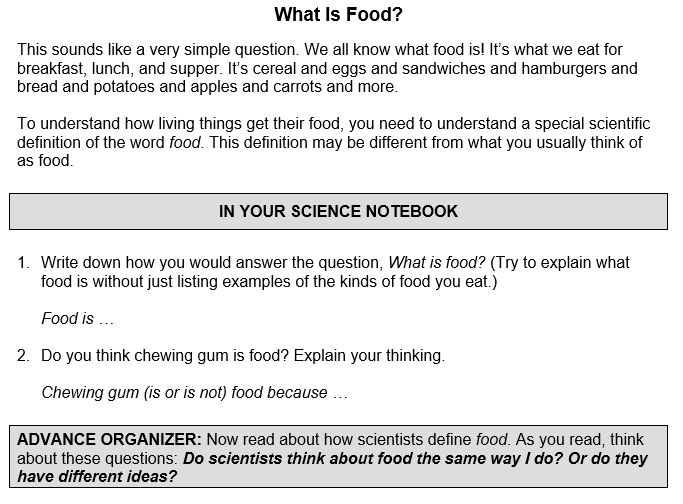 What Is Food?
This sounds like a very simple question. We all know what food is! It’s what we eat for
breakfast, lunch, and supper. It’s cereal and eggs and sandwiches and hamburgers and
bread and potatoes and apples and carrots and more.
To understand how living things get their food, you need to understand a special scientific
definition of the word food. This definition may be different from what you usually think of
as food.
IN YOUR SCIENCE NOTEBOOK
1. Write down how you would answer the question, What is food? (Try to explain what
food is without just listing examples of the kinds of food you eat.)
Food is …
2. Do you think chewing gum is food? Explain your thinking.
Chewing gum (is or is not) food because …
ADVANCE ORGANIZER: Now read about how scientists define food. As you read, think
about these questions: Do scientists think about food the same way I do? Or do they
have different ideas?